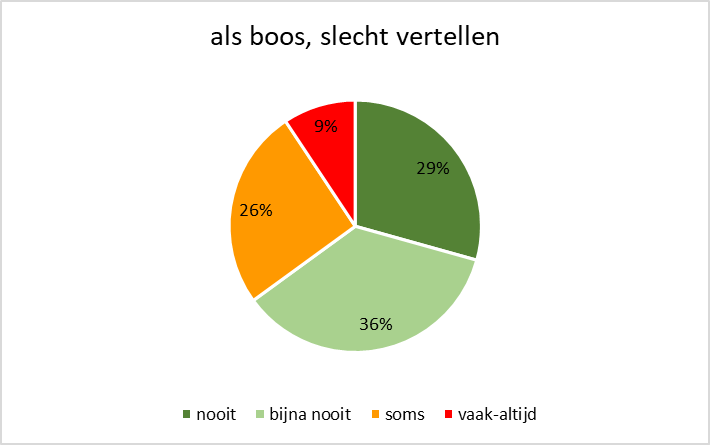 als boos, slecht vertellen
9%
29%
26%
36%
nooit bijna nooit soms vaak-altijd